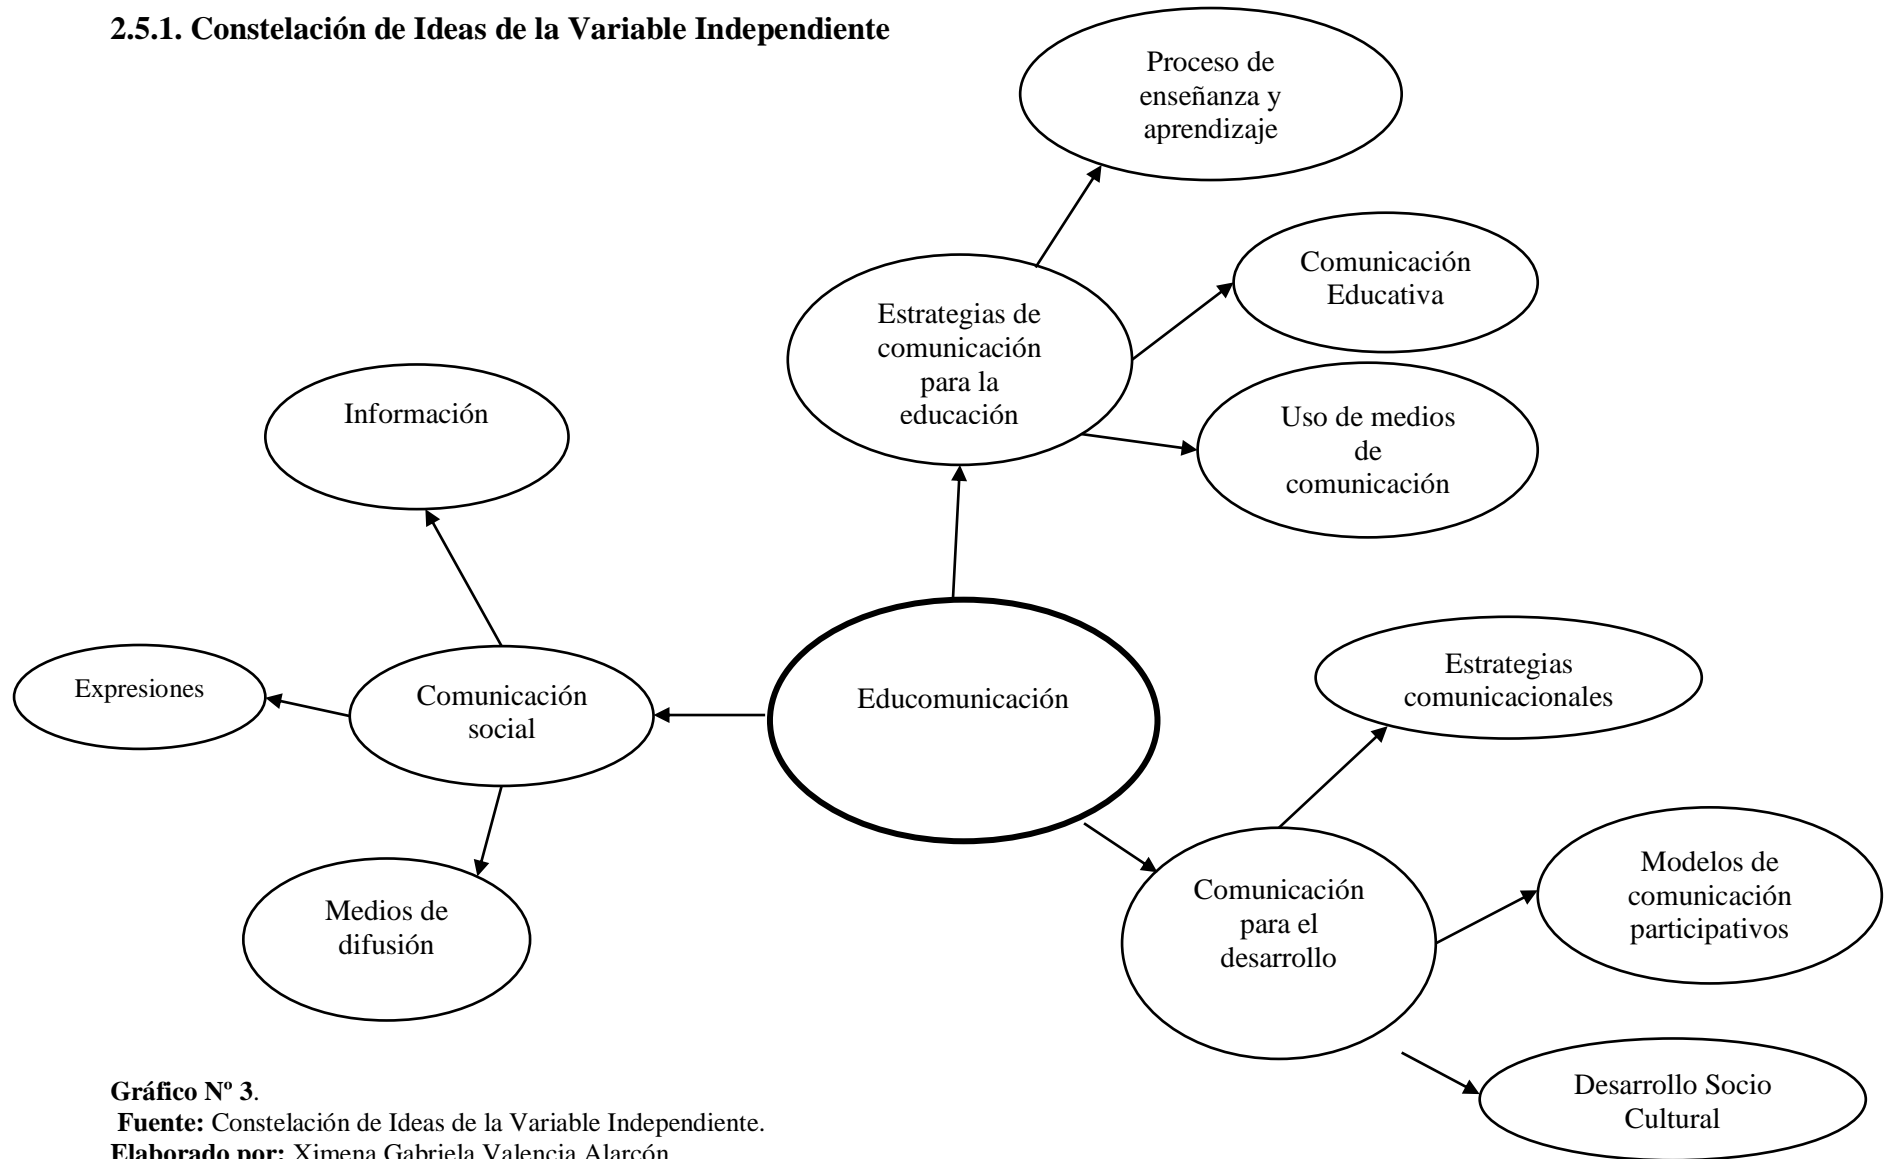 2.5.1. Constelación de Ideas de la Variable Independiente
Proceso de
enseñanza y
aprendizaje
Comunicación
Educativa
Estrategias de
comunicación
para la
educación
Información
Uso de medios
de
comunicación
Estrategias
comunicacionales
Expresiones
Comunicación
social
Educomunicación
Modelos de
comunicación
participativos
Comunicación
para el
desarrollo
Medios de
difusión
Desarrollo Socio
Cultural
Gráfico Nº 3.
Fuente: Constelación de Ideas de la Variable Independiente.
Elaborado por: Ximena Gabriela Valencia Alarcón